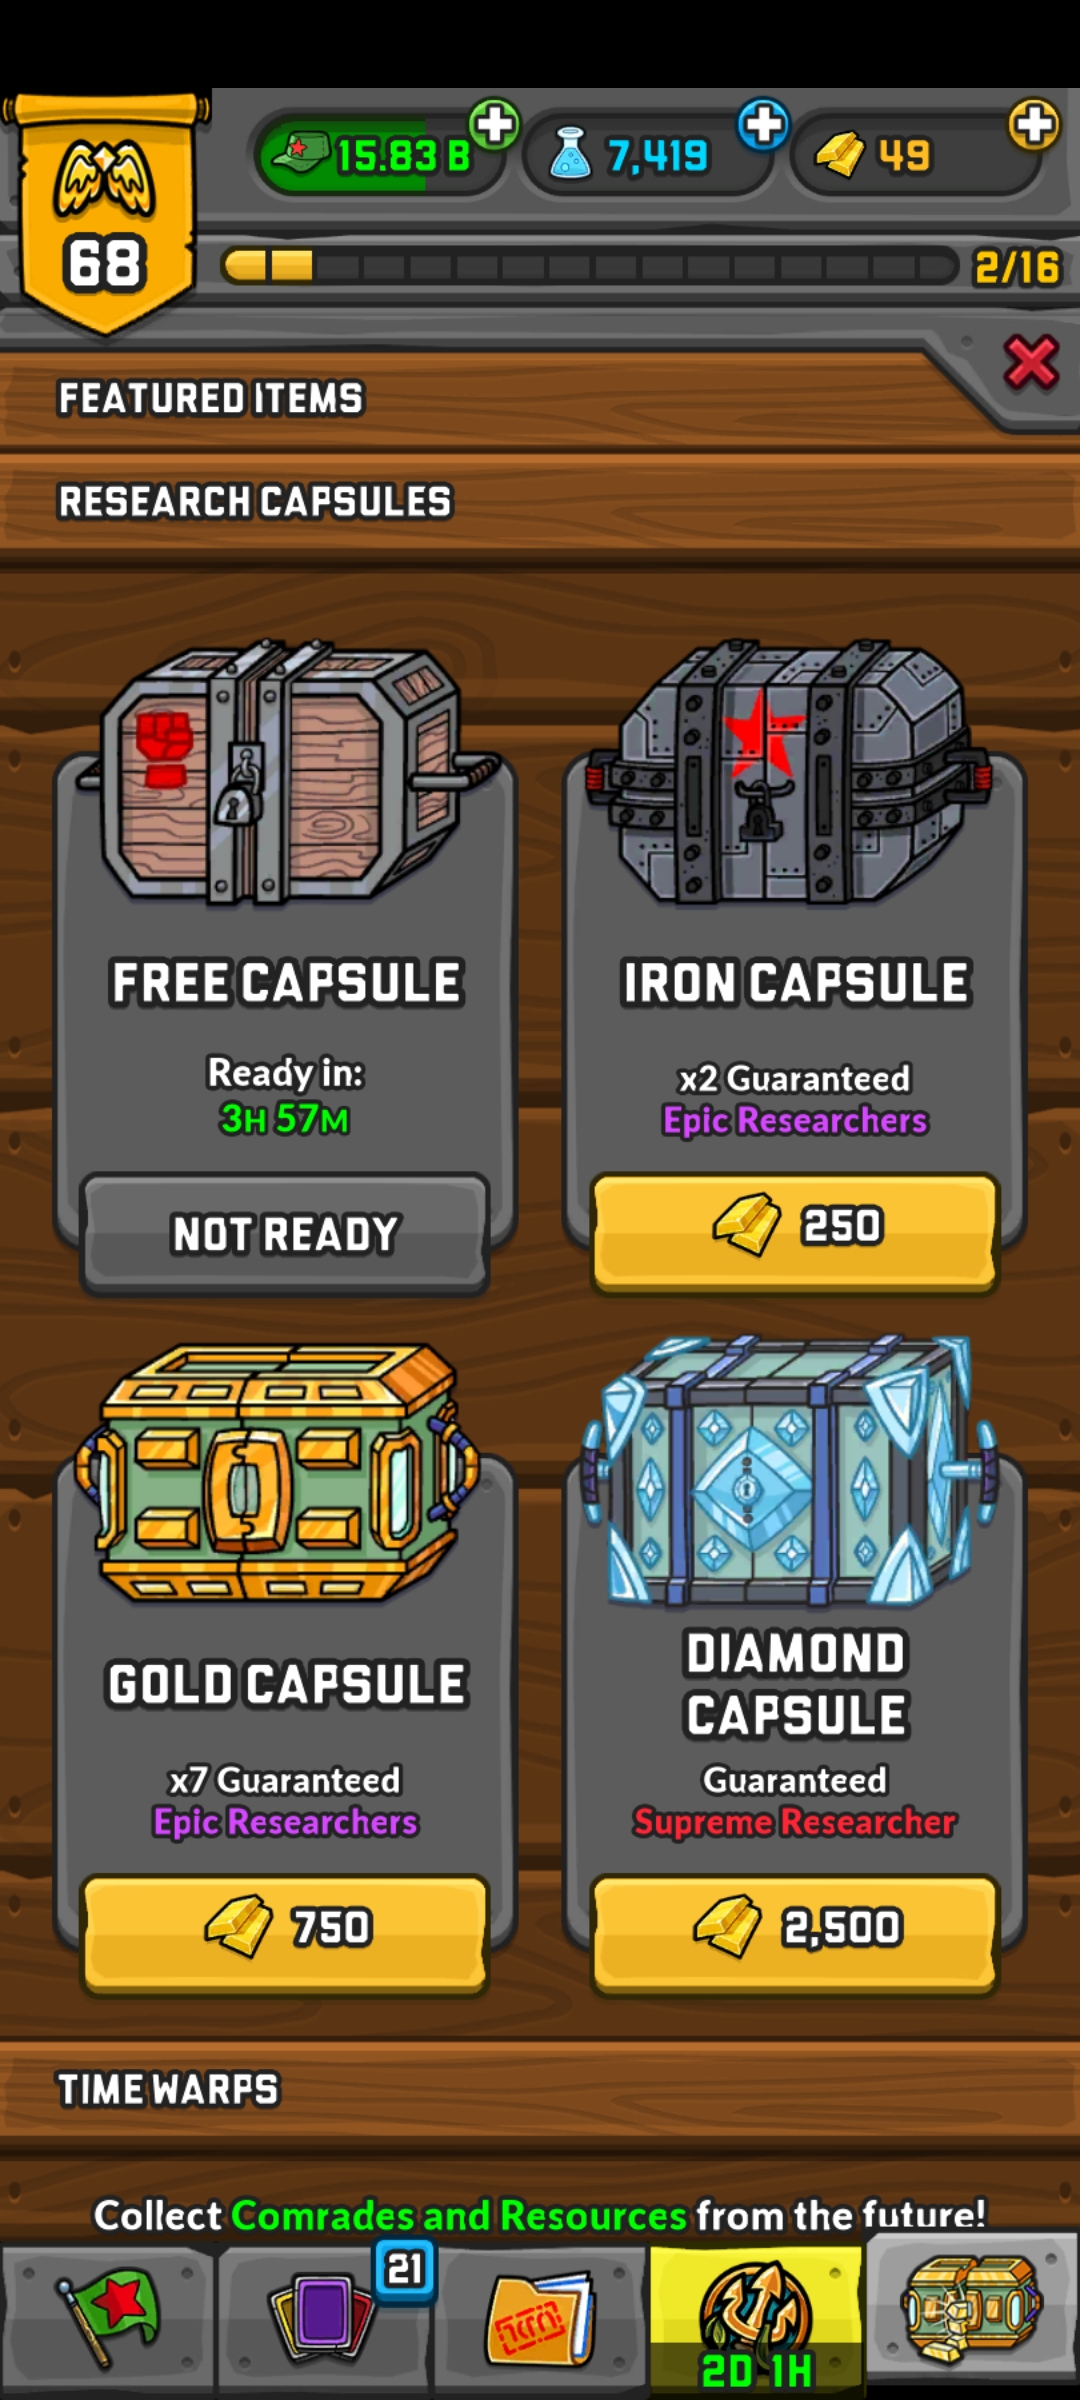 15.83 B
7,419
49
68
2/16
FEATURED ITEMS
RESEARCH CAPSULES
FREE CAPSULE
Ready in:
3H 57M
NOT READY
IRON CAPSULE
x2 Guaranteed
Epic Researchers
250
GOLD CAPSULE
x7 Guaranteed
Epic Researchers
750
DIAMOND
CAPSULE
Guaranteed
Supreme Researcher
2,500
TIME WARPS
Collect Comrades and Resources from the future!
21
2D 1H